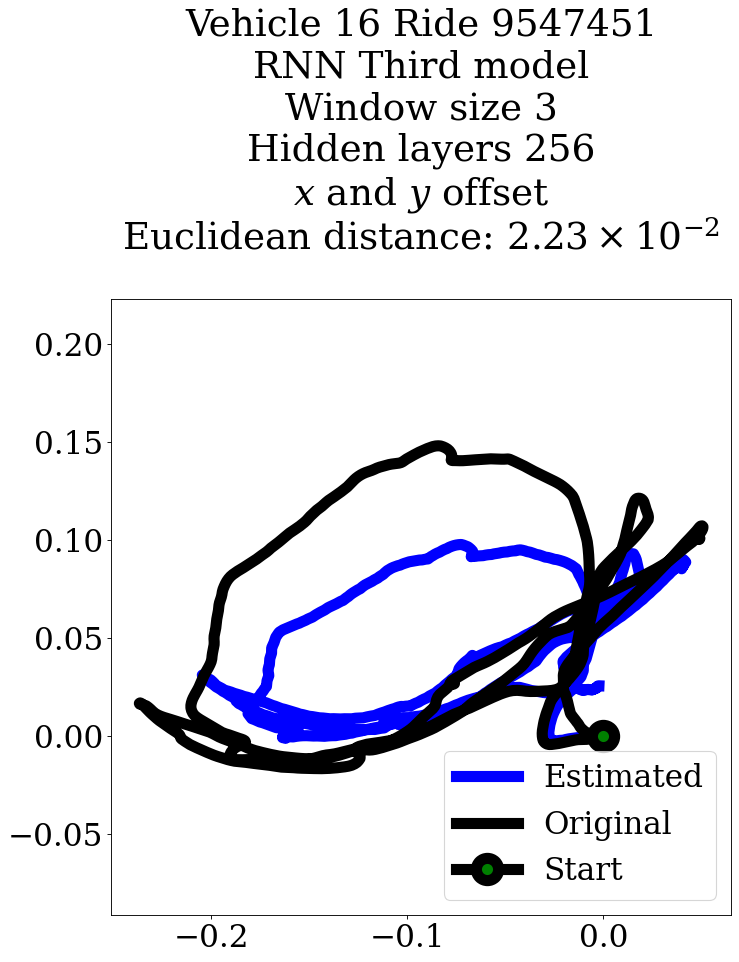 Vehicle 16 Ride 9547451
RNN Third model
Window size 3
Hidden layers 256
x and y offset
Euclidean distance: 2.23 × 10⁻²
0.20
0.15
0.10
0.05
0.00
−0.05
−0.2
−0.1
0.0
Estimated
Original
Start